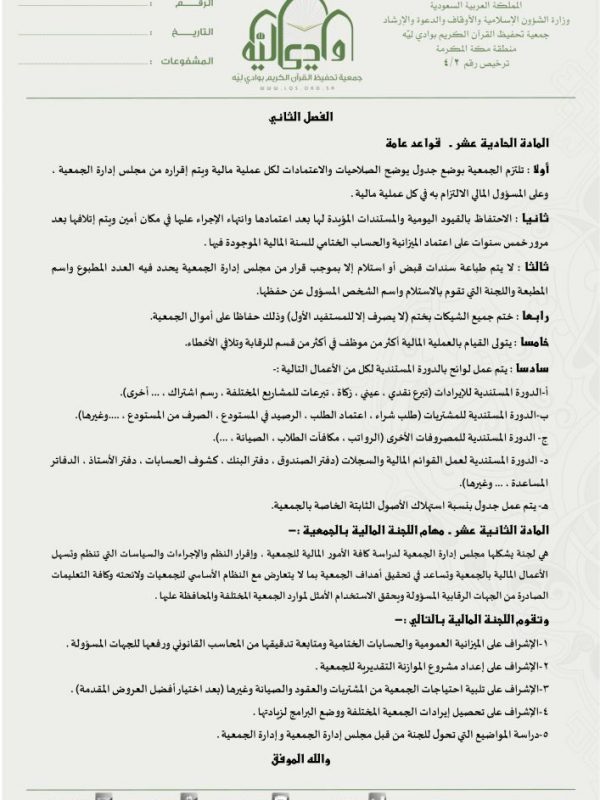 المملكة العربية السعودية
وزارة الشؤون الإسلامية والأوقاف والدعوة والإرشاد
جمعية تحفيظ القرآن الكريم بوادي ليّه
منطقة مكة المكرمة
ترخيص رقم ٤/٢
وادي ليّة
جمعية تحفيظ القرآن الكريم بوادي ليّه
WWW.LQS.ORG.SA
الرقم :
التاريخ :
المشفوعات :
الفصل الثاني
المادة الحادية عشر - قواعد عامة
أولا : تلتزم الجمعية بوضع جدول يوضح الصلاحيات والاعتمادات لكل عملية مالية ويتم إقراره من مجلس إدارة الجمعية ،
وعلى المسؤول المالي الالتزام به في كل عملية مالية .
ثانيا : الاحتفاظ بالقيود اليومية والمستندات المؤيدة لها بعد اعتمادها وانتهاء الإجراء عليها في مكان أمين ويتم إتلافها بعد
مرور خمس سنوات على اعتماد الميزانية والحساب الختامي للسنة المالية الموجودة فيها .
ثالثا : لا يتم طباعة سندات قبض أو استلام إلا بموجب قرار من مجلس إدارة الجمعية يحدد فيه العدد المطبوع واسم
المطبعة واللجنة التي تقوم بالاستلام واسم الشخص المسؤول عن حفظها.
رابعا : ختم جميع الشيكات بختم (لا يصرف إلا للمستفيد الأول) وذلك حفاظا على أموال الجمعية.
خامسا : يتولى القيام بالعملية المالية أكثر من موظف في أكثر من قسم للرقابة وتلافي الأخطاء.
سادسا : يتم عمل لوائح بالدورة المستندية لكل من الأعمال التالية :-
أ-الدورة المستندية للإيرادات (تبرع نقدي ، عيني ، زكاة ، تبرعات للمشاريع المختلفة ، رسم اشتراك ، ... أخرى).
ب-الدورة المستندية للمشتريات (طلب شراء ، اعتماد الطلب ، الرصيد في المستودع ، الصرف من المستودع ، ....وغيرها).
ج- الدورة المستندية للمصروفات الأخرى (الرواتب ، مكافآت الطلاب ، الصيانة ، ...).
د- الدورة المستندية لعمل القوائم المالية والسجلات (دفتر الصندوق ، دفتر البنك ، كشوف الحسابات ، دفتر الأستاذ ، الدفاتر
المساعدة ، ... وغيرها).
هـ- يتم عمل جدول بنسبة استهلاك الأصول الثابتة الخاصة بالجمعية.
المادة الثانية عشر - مهام اللجنة المالية بالجمعية :-
هي لجنة يشكلها مجلس إدارة الجمعية لدراسة كافة الأمور المالية للجمعية ، وإقرار النظم والإجراءات والسياسات التي تنظم وتسهل
الأعمال المالية بالجمعية وتساعد في تحقيق أهداف الجمعية بما لا يتعارض مع النظام الأساسي للجمعيات ولائحته وكافة التعليمات
الصادرة من الجهات الرقابية المسؤولة ويحقق الاستخدام الأمثل لموارد الجمعية المختلفة والمحافظة عليها .
وتقوم اللجنة المالية بالتالي :-
١-الإشراف على الميزانية العمومية والحسابات الختامية ومتابعة تدقيقها من المحاسب القانوني ورفعها للجهات المسؤولة .
٢-الإشراف على إعداد مشروع الموازنة التقديرية للجمعية .
٣-الإشراف على تلبية احتياجات الجمعية من المشتريات والعقود والصيانة وغيرها (بعد اختيار أفضل العروض المقدمة) .
٤-الإشراف على تحصيل إيرادات الجمعية المختلفة ووضع البرامج لزيادتها .
٥-دراسة المواضيع التي تحول للجنة من قبل مجلس إدارة الجمعية و إدارة الجمعية .
والله الموفق